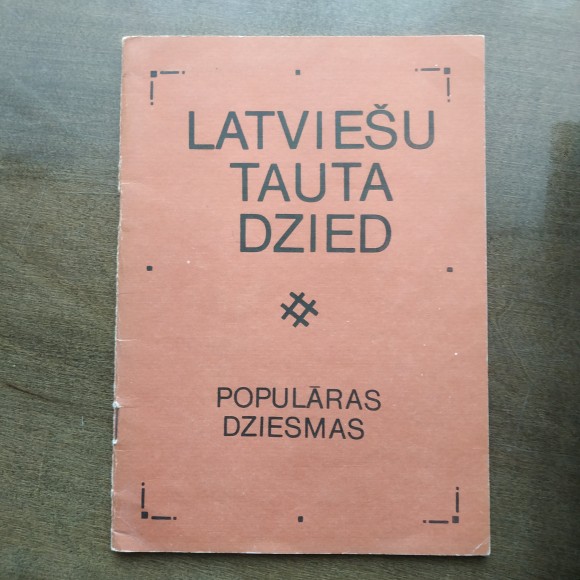 LATVIEŠU
TAUTA
DZIED
POPULĀRAS
DZIESMAS